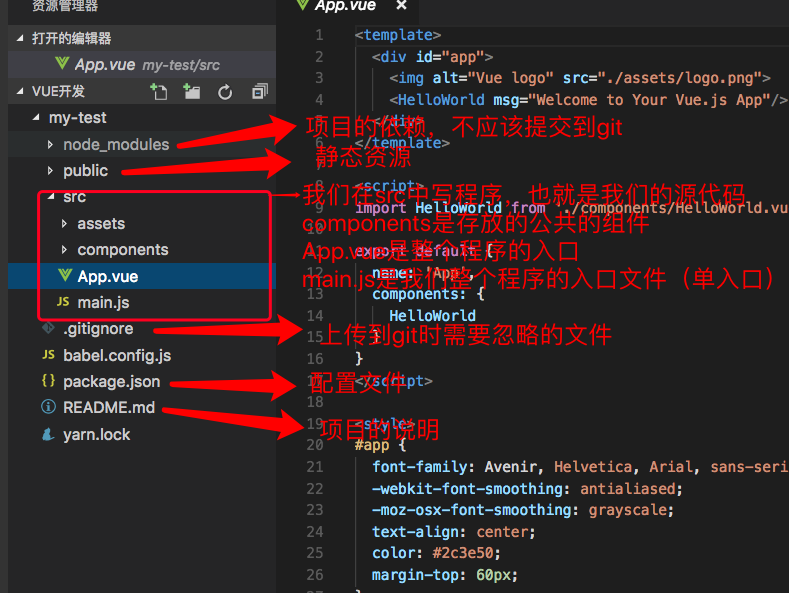 资源管理器
打开的编辑器
App.vue my-test/src
VUE开发
my-test
node_modules
public
src
assets
components
App.vue
JS main.js
.gitignore
JS babel.config.js
{} package.json
README.md
yarn.lock
App.vue ×
1 <template>
2 <div id="app">
3 <img alt="Vue logo" src="./assets/logo.png">
4 <HelloWorld msg="Welcome to Your Vue.js App"/>
</div>
6 </template>
8 <script>
9 import HelloWorld from './components/HelloWorld.vu
10
11 export default {
12 name: 'App',
13 components: {
14 HelloWorld
15 }
16 }
17 </script>
18
19 <style>
20 #app {
21 font-family: Avenir, Helvetica, Arial, sans-seri
22 -webkit-font-smoothing: antialiased;
23 -moz-osx-font-smoothing: grayscale;
24 text-align: center;
25 color: #2c3e50;
26 margin-top: 60px;
项目的依赖，不应该提交到git
静态资源
我们在src中写程序，也就是我们的源代码
components是存放的公共的组件
App.vue是整个程序的入口
main.js是我们整个程序的入口文件（单入口）
上传到git时需要忽略的文件
配置文件
项目的说明